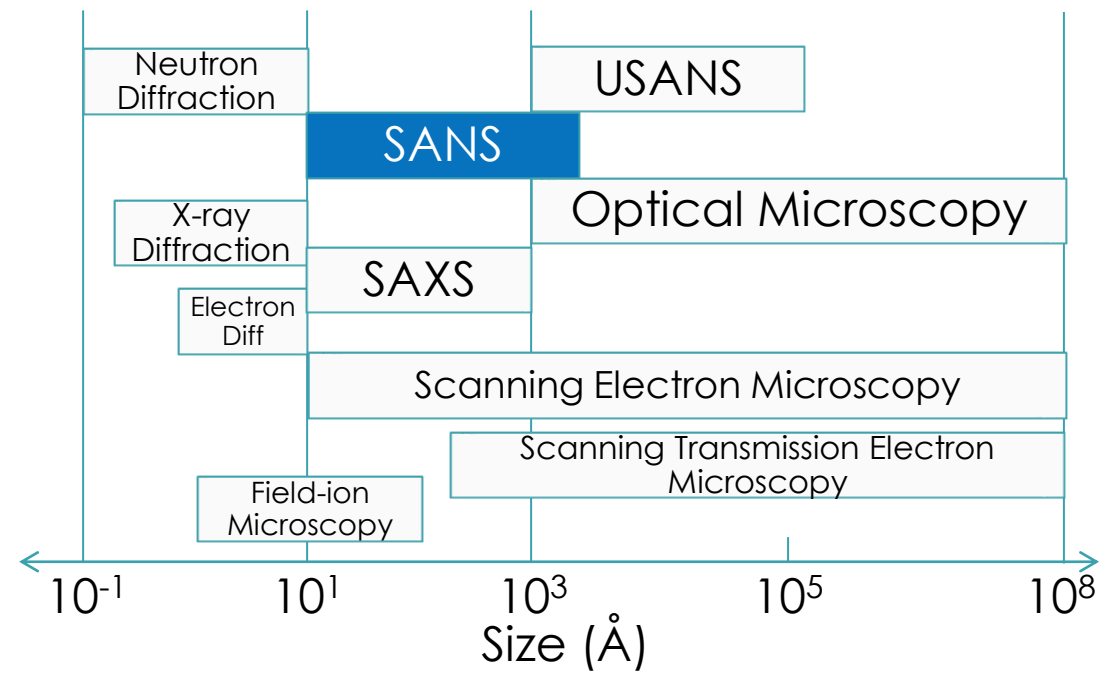 Neutron
Diffraction
USANS
SANS
X-ray
Diffraction
Optical Microscopy
SAXS
Electron
Diff
Scanning Electron Microscopy
Scanning Transmission Electron
Microscopy
Field-ion
Microscopy
10⁻¹ 10¹ 10³ 10⁵ 10⁸
Size (Å)